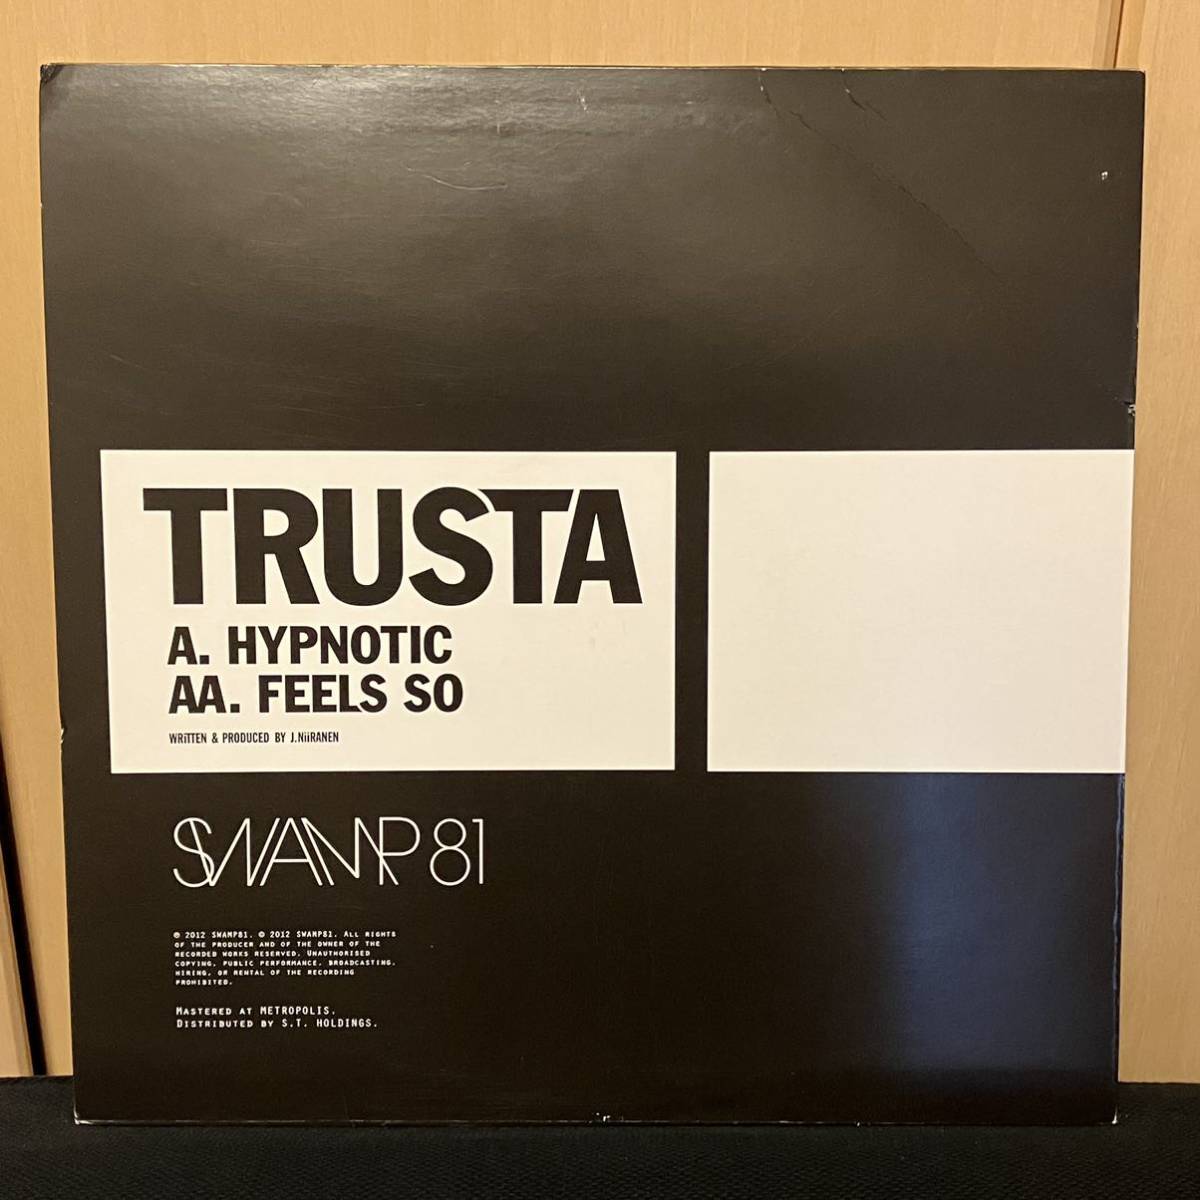 TRUSTA
A. HYPNOTIC
AA. FEELS SO
WRiTTEN & PRODUCED BY J.NiiRANEN
SWAMP 81
℗ 2012 SWAMP81. © 2012 SWAMP81. ALL RIGHTS
OF THE PRODUCER AND OF THE OWNER OF THE
RECORDED WORKS RESERVED. UNAUTHORISED
COPYING, PUBLIC PERFORMANCE, BROADCASTING,
HIRING, OR RENTAL OF THE RECORDING
PROHIBITED.
MASTERED AT METROPOLIS.
DISTRIBUTED BY S.T. HOLDINGS.